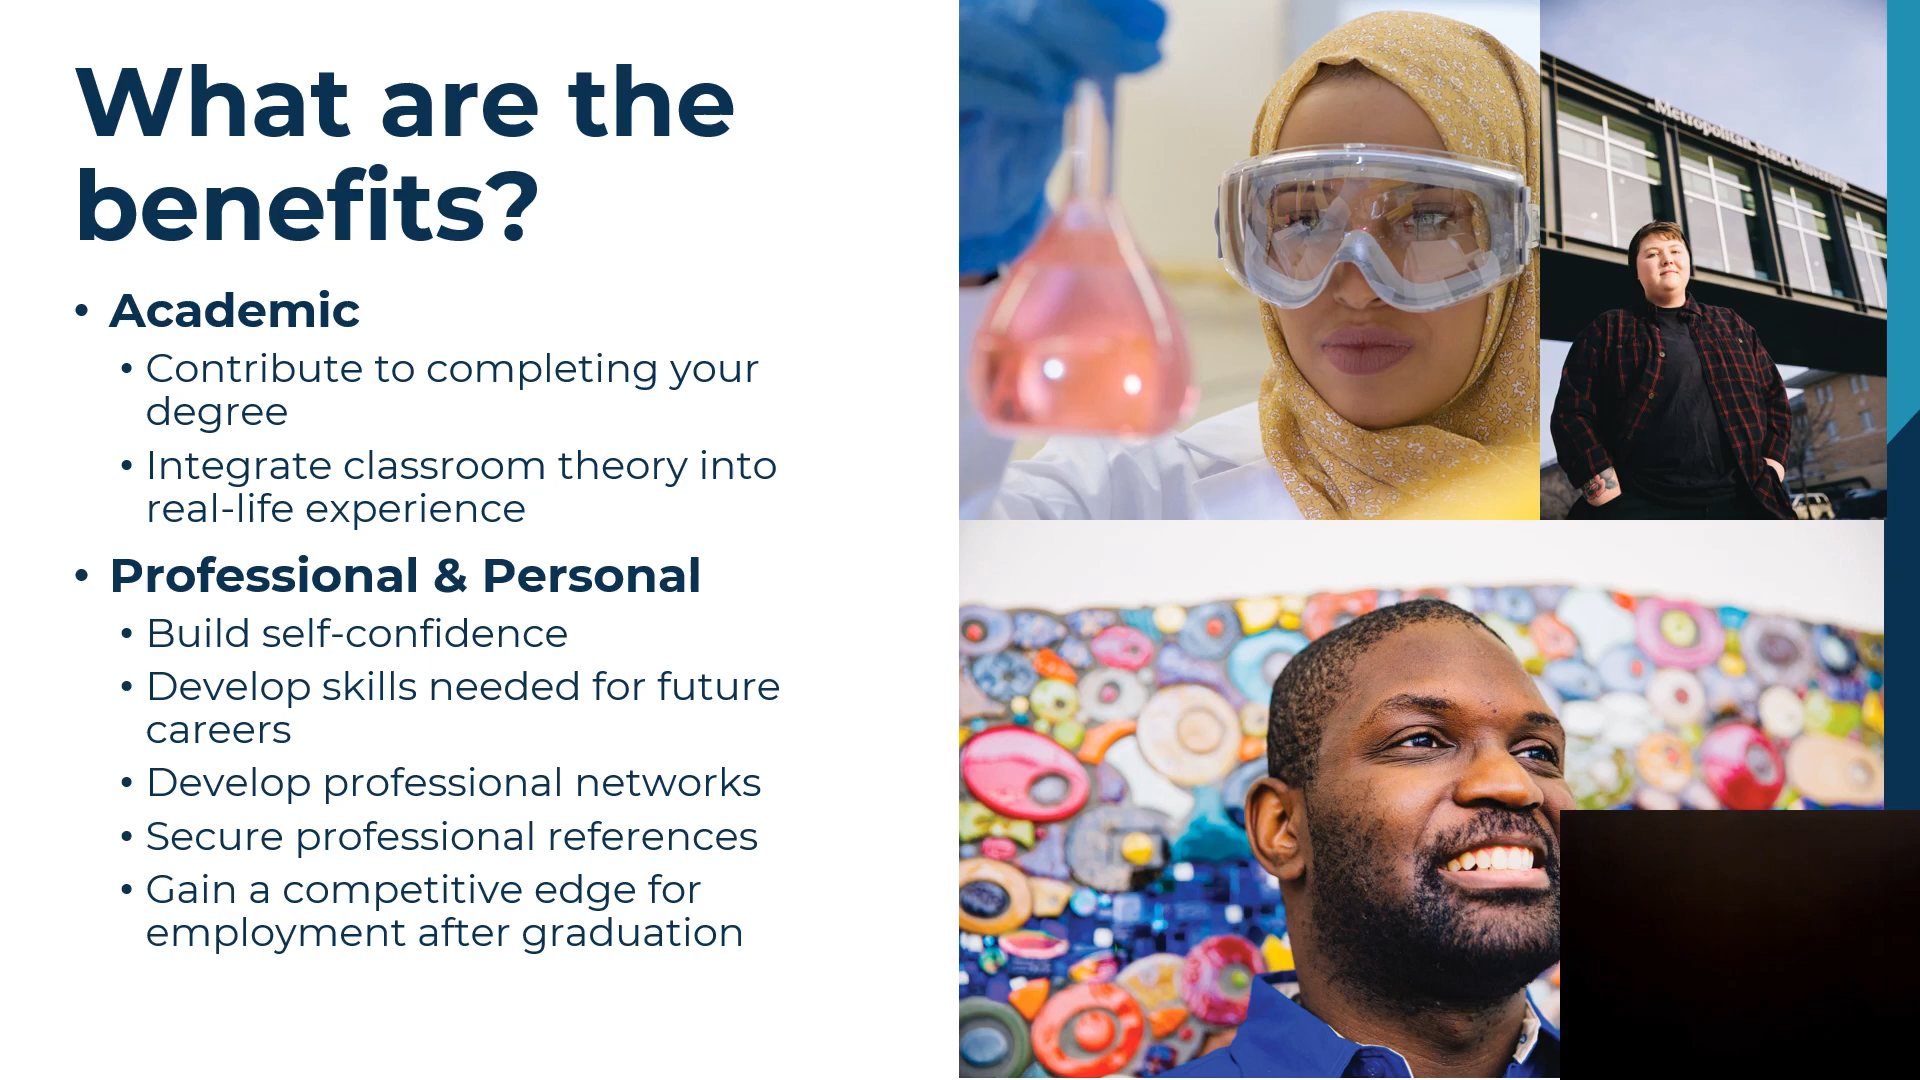 What are the
benefits?
• Academic
• Contribute to completing your
degree
• Integrate classroom theory into
real-life experience
• Professional & Personal
• Build self-confidence
• Develop skills needed for future
careers
• Develop professional networks
• Secure professional references
• Gain a competitive edge for
employment after graduation
Metropolitan State University